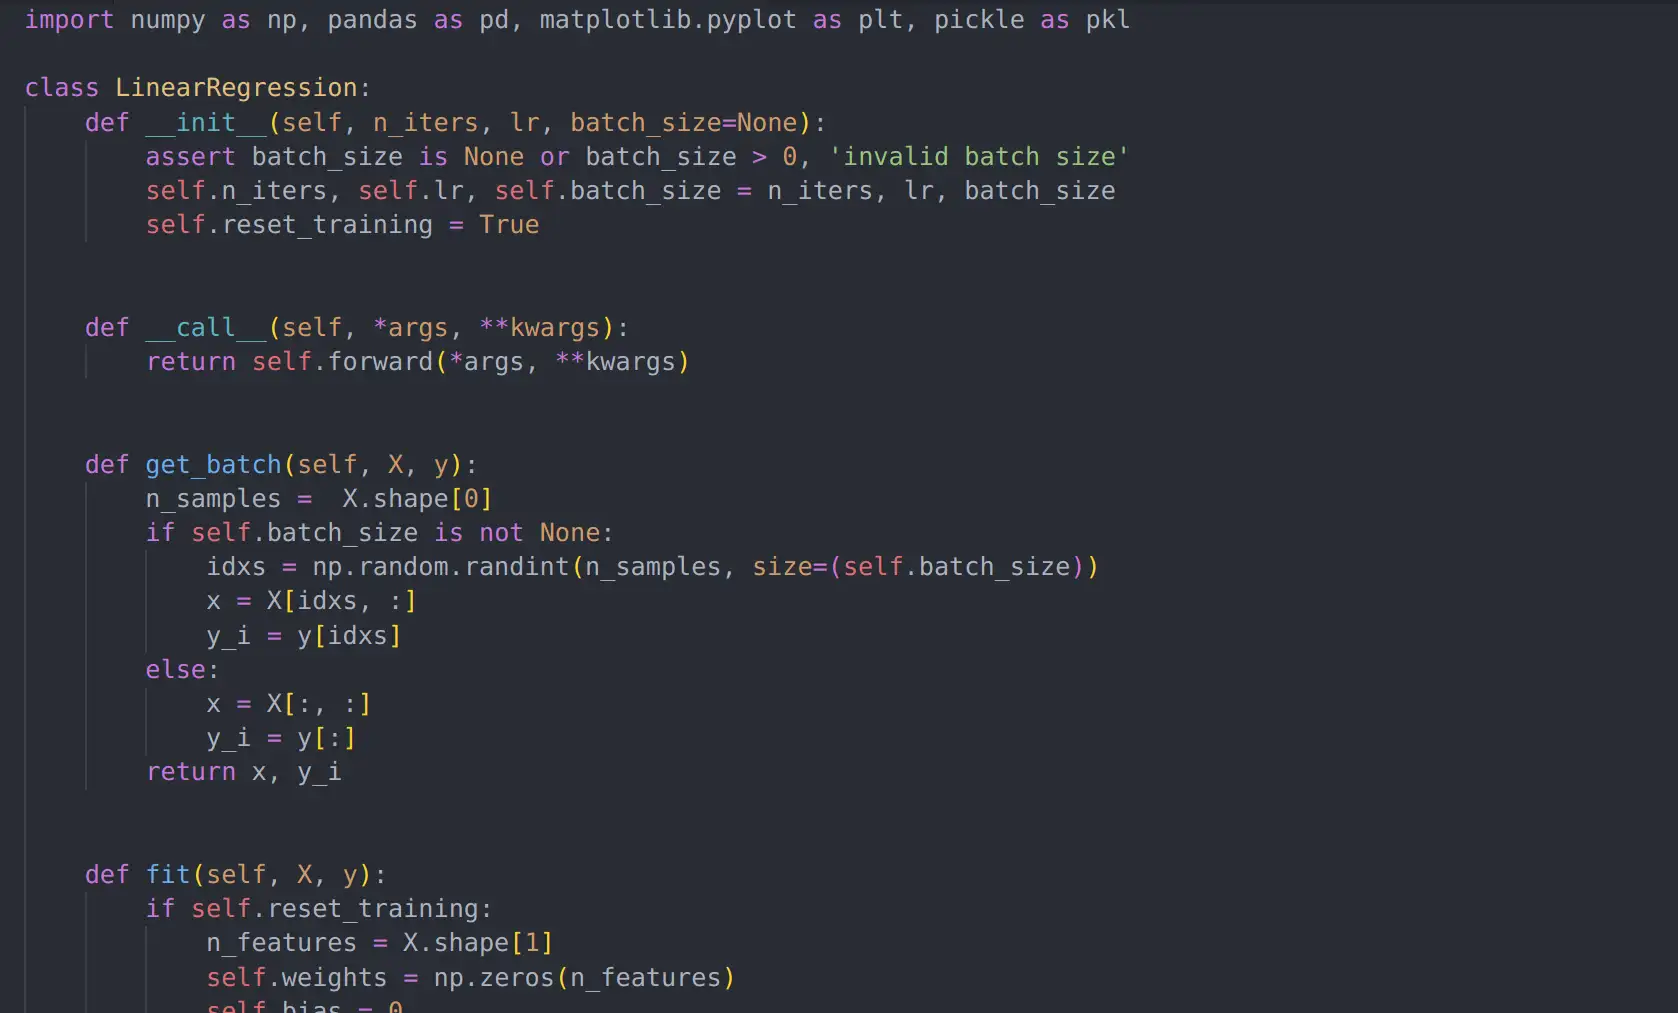 import numpy as np, pandas as pd, matplotlib.pyplot as plt, pickle as pkl
class LinearRegression:
    def __init__(self, n_iters, lr, batch_size=None):
        assert batch_size is None or batch_size > 0, 'invalid batch size'
        self.n_iters, self.lr, self.batch_size = n_iters, lr, batch_size
        self.reset_training = True
    def __call__(self, *args, **kwargs):
        return self.forward(*args, **kwargs)
    def get_batch(self, X, y):
        n_samples =  X.shape[0]
        if self.batch_size is not None:
            idxs = np.random.randint(n_samples, size=(self.batch_size))
            x = X[idxs, :]
            y_i = y[idxs]
        else:
            x = X[:, :]
            y_i = y[:]
        return x, y_i
    def fit(self, X, y):
        if self.reset_training:
            n_features = X.shape[1]
            self.weights = np.zeros(n_features)
            self.bias = 0